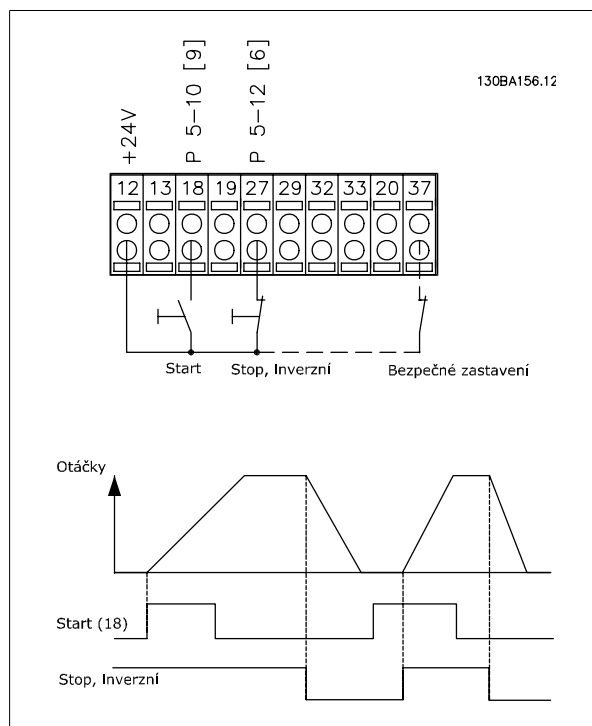 130BA156.12
+24V
P 5-10 [9]
P 5-12 [6]
12 13 18 19 27 29 32 33 20 37
Start
Stop, Inverzní
Bezpečné zastavení
Otáčky
Start (18)
Stop, Inverzní